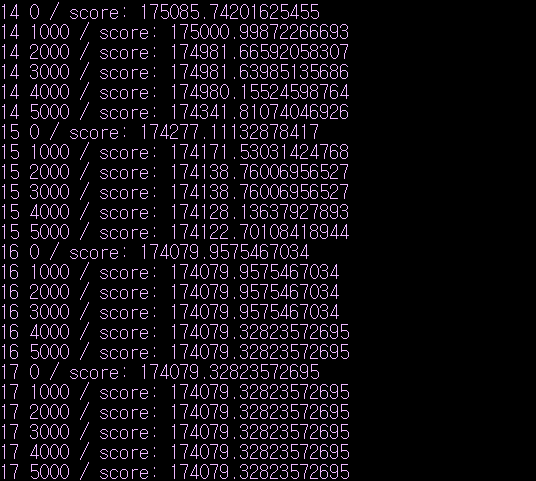 14 0 / score: 175085.74201625455
14 1000 / score: 175000.99872266693
14 2000 / score: 174981.66592058307
14 3000 / score: 174981.63985135686
14 4000 / score: 174980.15524598764
14 5000 / score: 174341.81074046926
15 0 / score: 174277.11132878417
15 1000 / score: 174171.53031424768
15 2000 / score: 174138.76006956527
15 3000 / score: 174138.76006956527
15 4000 / score: 174128.13637927893
15 5000 / score: 174122.70108418944
16 0 / score: 174079.9575467034
16 1000 / score: 174079.9575467034
16 2000 / score: 174079.9575467034
16 3000 / score: 174079.9575467034
16 4000 / score: 174079.32823572695
16 5000 / score: 174079.32823572695
17 0 / score: 174079.32823572695
17 1000 / score: 174079.32823572695
17 2000 / score: 174079.32823572695
17 3000 / score: 174079.32823572695
17 4000 / score: 174079.32823572695
17 5000 / score: 174079.32823572695